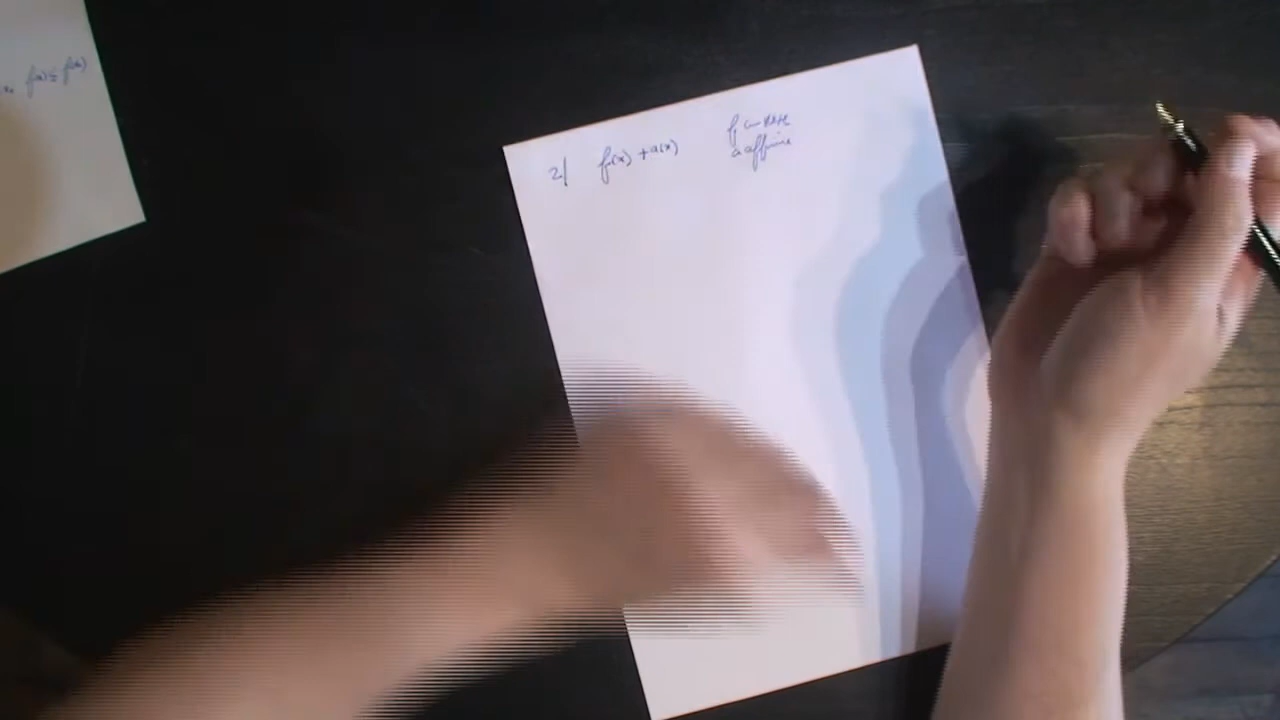 f(x) ≤ f(x)
2/ f(x) + a(x)
f convexe
a affine